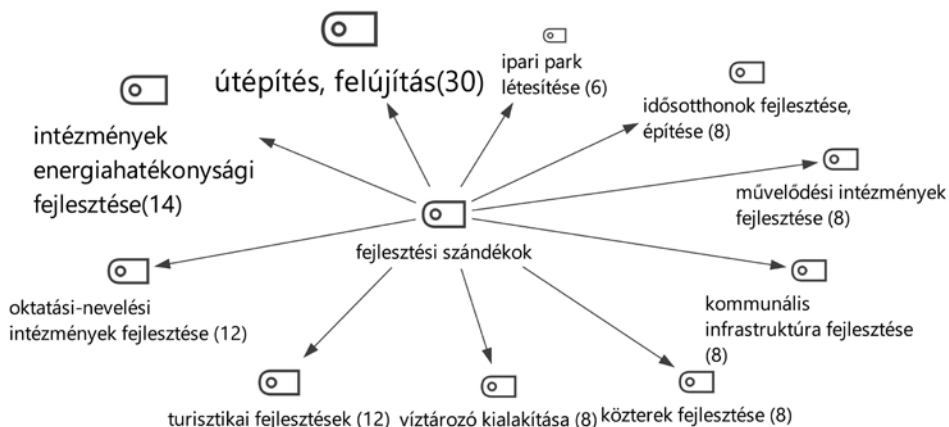 útépítés, felújítás(30)
ipari park
létesítése (6)
idősotthonok fejlesztése,
építése (8)
intézmények
energiahatékonysági
fejlesztése(14)
művelődési intézmények
fejlesztése (8)
fejlesztési szándékok
oktatási-nevelési
intézmények fejlesztése (12)
kommunális
infrastruktúra fejlesztése
(8)
turisztikai fejlesztések (12)
víztározó kialakítása (8)
közterek fejlesztése (8)